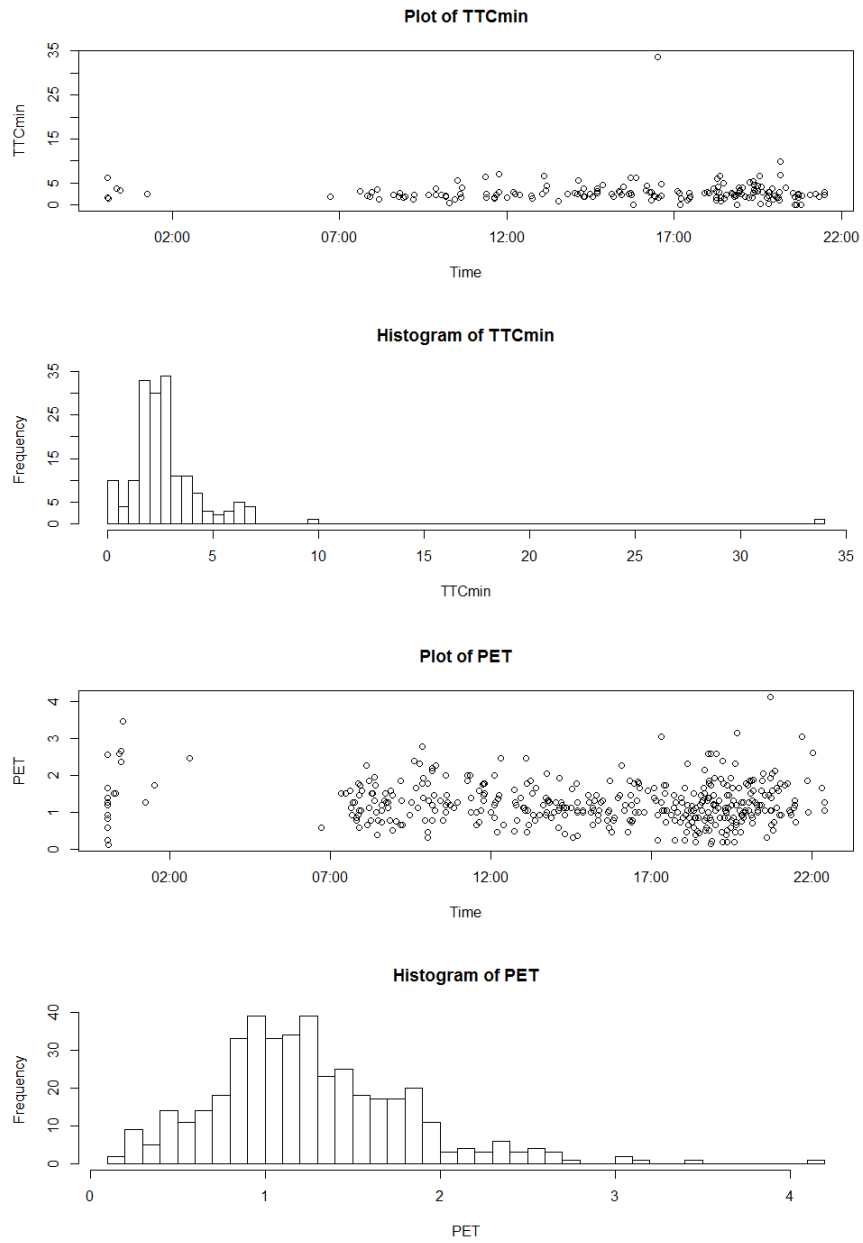 Plot of TTCmin
35
15
5
0
TTCmin
02:00 07:00 12:00 17:00 22:00
Time
Histogram of TTCmin
35
25
15
5
0
Frequency
0 5 10 15 20 25 30 35
TTCmin
Plot of PET
4
3
2
1
0
PET
02:00 07:00 12:00 17:00 22:00
Time
Histogram of PET
40
30
20
10
0
Frequency
0 1 2 3 4
PET